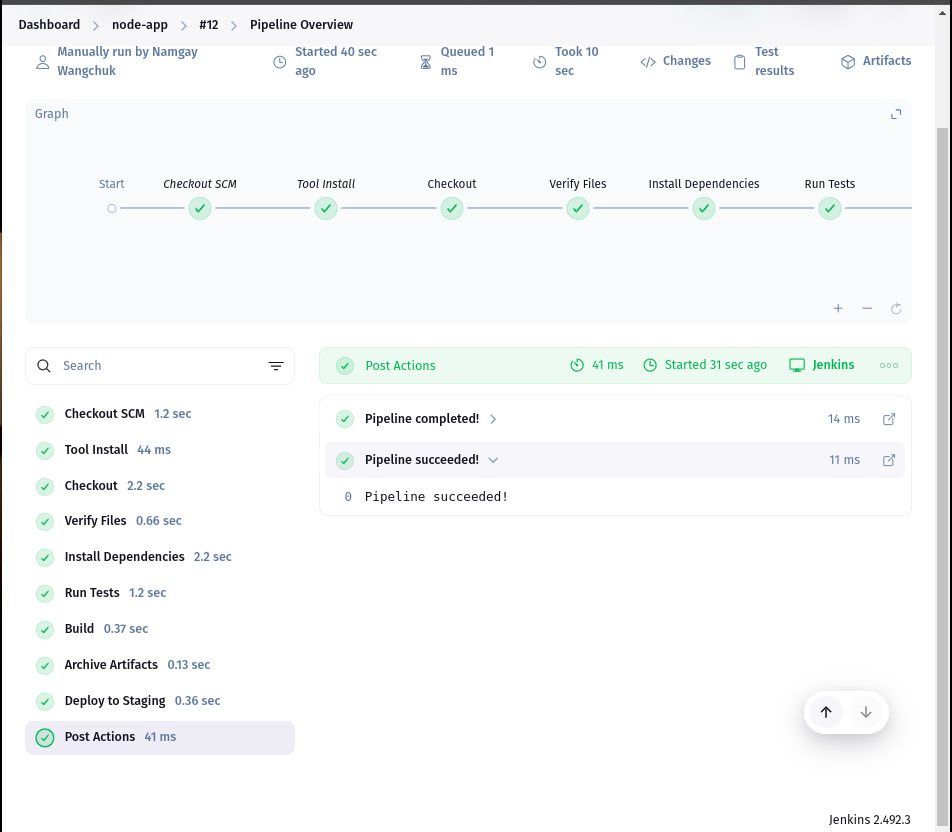 Dashboard > node-app > #12 > Pipeline Overview
Manually run by Namgay
Wangchuk
Started 40 sec
ago
Queued 1
ms
Took 10
sec
Changes
Test
results
Artifacts
Graph
Start
Checkout SCM
Tool Install
Checkout
Verify Files
Install Dependencies
Run Tests
Search
Checkout SCM 1.2 sec
Tool Install 44 ms
Checkout 2.2 sec
Verify Files 0.66 sec
Install Dependencies 2.2 sec
Run Tests 1.2 sec
Build 0.37 sec
Archive Artifacts 0.13 sec
Deploy to Staging 0.36 sec
Post Actions 41 ms
Post Actions 41 ms Started 31 sec ago Jenkins
Pipeline completed! 14 ms
Pipeline succeeded! 11 ms
0 Pipeline succeeded!
Jenkins 2.492.3